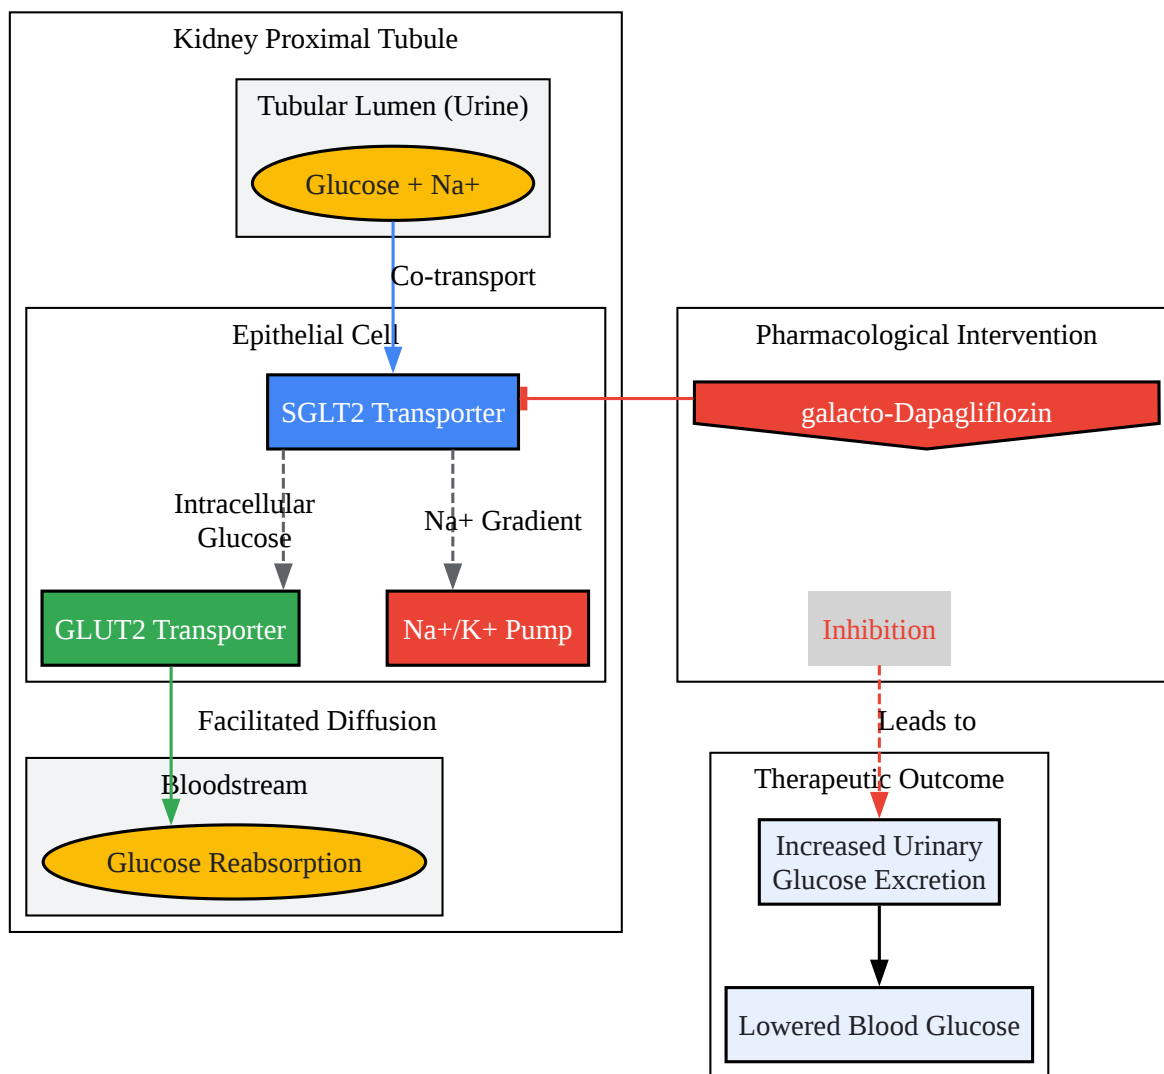 Kidney Proximal Tubule
Tubular Lumen (Urine)
Glucose + Na+
Co-transport
Epithelial Cell
SGLT2 Transporter
Intracellular
Glucose
Na+ Gradient
GLUT2 Transporter
Na+/K+ Pump
Facilitated Diffusion
Bloodstream
Glucose Reabsorption
Pharmacological Intervention
galacto-Dapagliflozin
Inhibition
Leads to
Therapeutic Outcome
Increased Urinary
Glucose Excretion
Lowered Blood Glucose